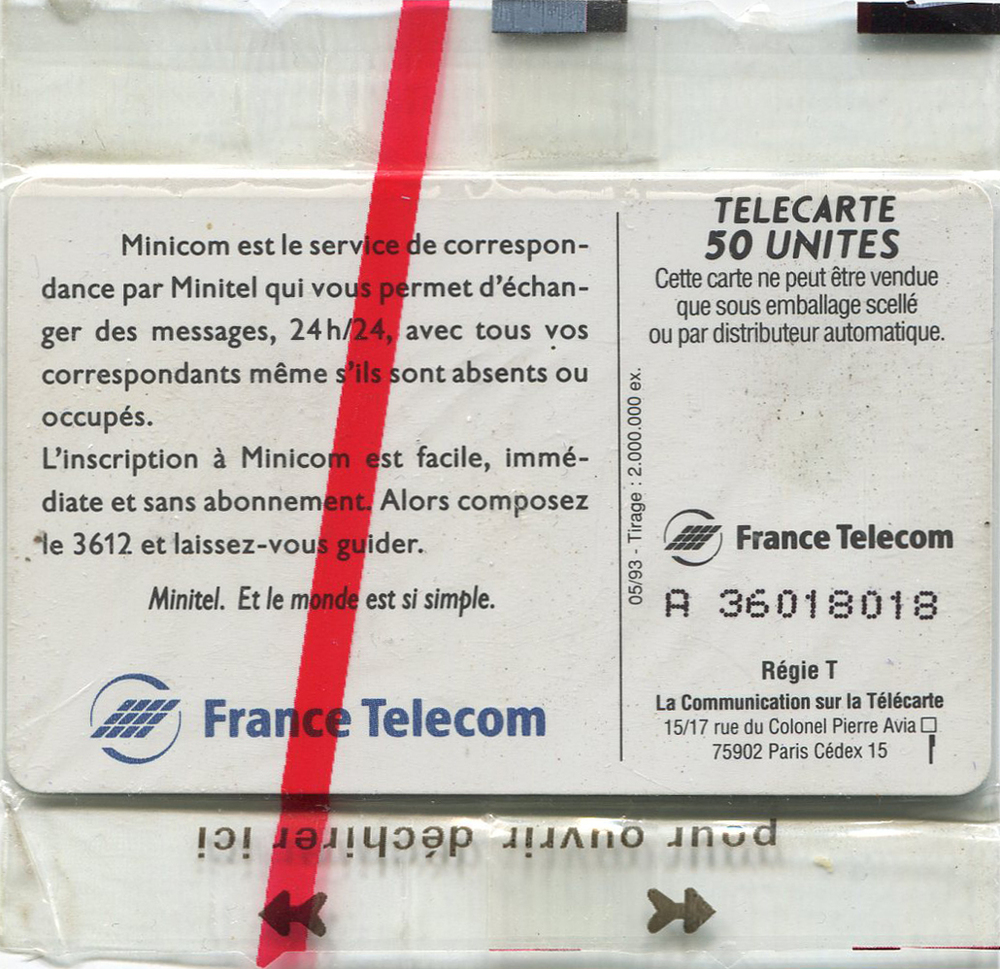 Minicom est le service de correspon-
dance par Minitel qui vous permet d'échan-
ger des messages, 24h/24, avec tous vos
correspondants même s'ils sont absents ou
occupés.
L'inscription à Minicom est facile, immé-
diate et sans abonnement. Alors composez
le 3612 et laissez-vous guider.
Minitel. Et le monde est si simple.
France Telecom
05/93 - Tirage : 2.000.000 ex.
TELECARTE
50 UNITES
Cette carte ne peut être vendue
que sous emballage scellé
ou par distributeur automatique.
France Telecom
A 36018018
Régie T
La Communication sur la Télécarte
15/17 rue du Colonel Pierre Avia
75902 Paris Cédex 15
pour ouvrir déchirer ici